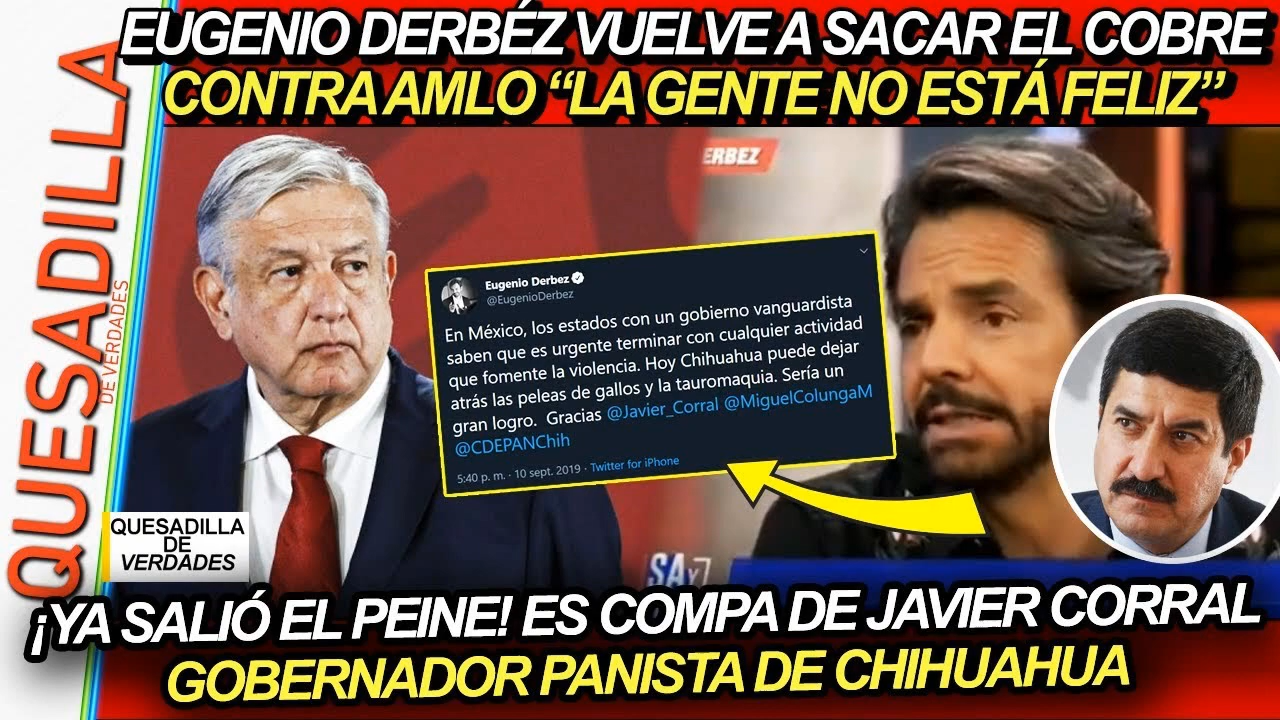 EUGENIO DERBÉZ VUELVE A SACAR EL COBRE
CONTRA AMLO “LA GENTE NO ESTÁ FELIZ”
QUESADILLA
DE VERDADES
ERBEZ
Eugenio Derbez
@EugenioDerbez
En México, los estados con un gobierno vanguardista
saben que es urgente terminar con cualquier actividad
que fomente la violencia. Hoy Chihuahua puede dejar
atrás las peleas de gallos y la tauromaquia. Sería un
gran logro. Gracias @Javier_Corral @MiguelColungaM
@CDEPANChih
5:40 p. m. · 10 sept. 2019 · Twitter for iPhone
QUESADILLA
DE
VERDADES
SA y
¡YA SALIÓ EL PEINE! ES COMPA DE JAVIER CORRAL
GOBERNADOR PANISTA DE CHIHUAHUA